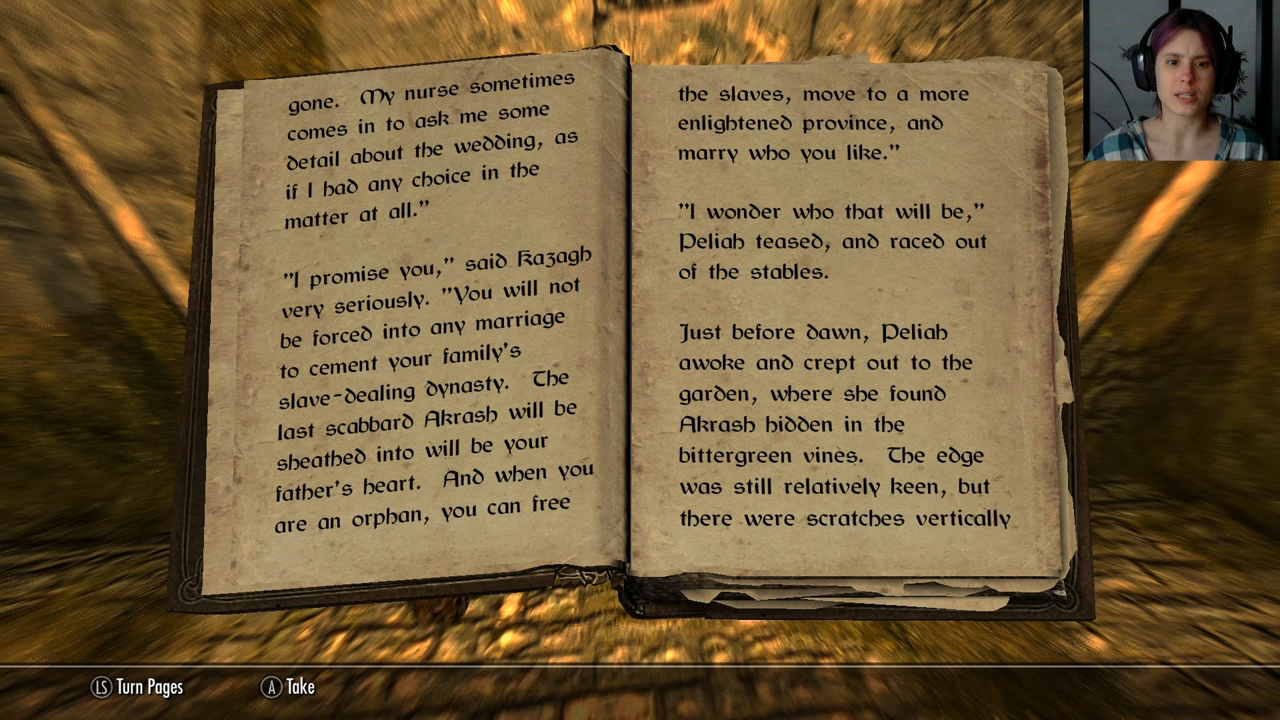 gone. My nurse sometimes
comes in to ask me some
detail about the wedding, as
if I had any choice in the
matter at all."
"I promise you," said Kazagh
very seriously. "You will not
be forced into any marriage
to cement your family's
slave-dealing dynasty. The
last scabbard Akrash will be
sheathed into will be your
father's heart. And when you
are an orphan, you can free
the slaves, move to a more
enlightened province, and
marry who you like."
"I wonder who that will be,"
Peliah teased, and raced out
of the stables.
Just before dawn, Peliah
awoke and crept out to the
garden, where she found
Akrash hidden in the
bittergreen vines. The edge
was still relatively keen, but
there were scratches vertically
LS Turn Pages
A Take